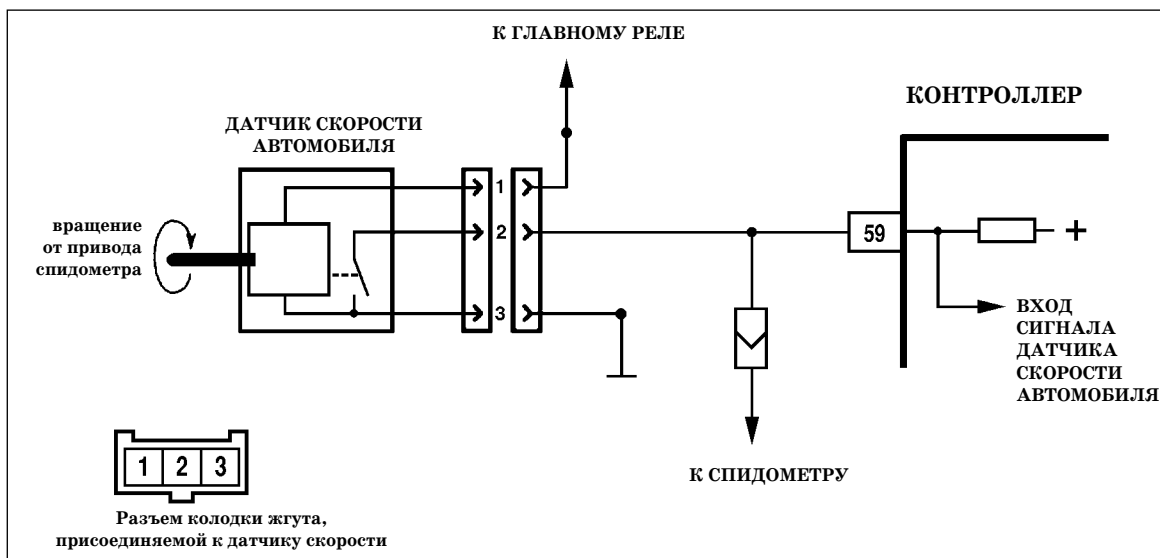 К ГЛАВНОМУ РЕЛЕ
КОНТРОЛЛЕР
ДАТЧИК СКОРОСТИ
АВТОМОБИЛЯ
вращение
от привода
спидометра
1
2
3
59
+
ВХОД
СИГНАЛА
ДАТЧИКА
СКОРОСТИ
АВТОМОБИЛЯ
К СПИДОМЕТРУ
1 2 3
Разъем колодки жгута,
присоединяемой к датчику скорости